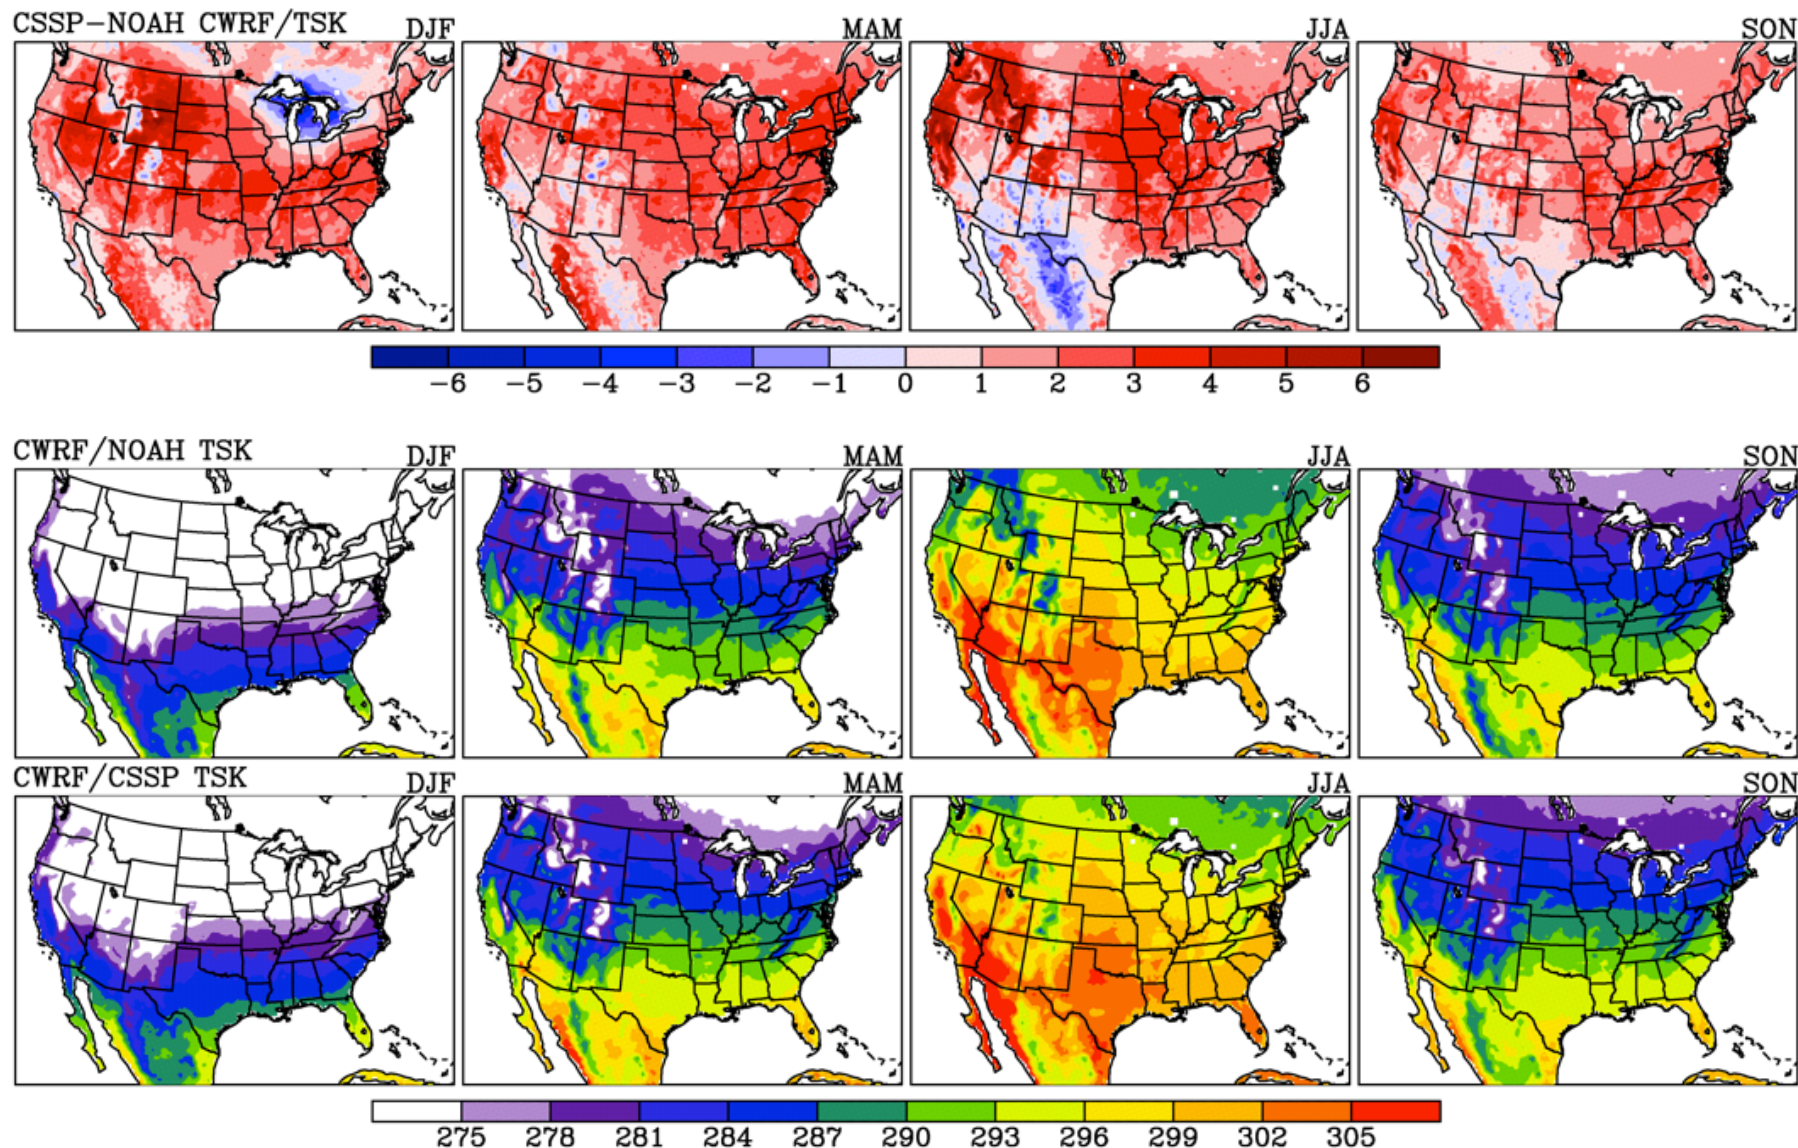 CSSP-NOAH CWRF/TSK DJF MAM JJA SON
-6 -5 -4 -3 -2 -1 0 1 2 3 4 5 6
CWRF/NOAH TSK DJF MAM JJA SON
CWRF/CSSP TSK DJF MAM JJA SON
275 278 281 284 287 290 293 296 299 302 305